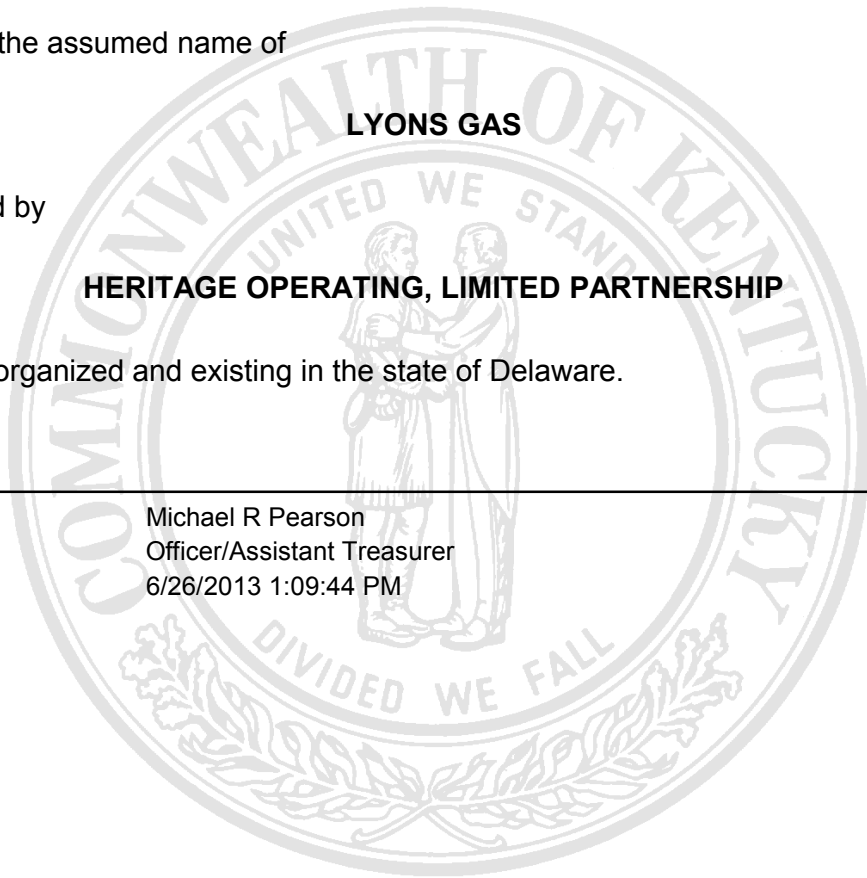 the assumed name of
LYONS GAS
d by
HERITAGE OPERATING, LIMITED PARTNERSHIP
organized and existing in the state of Delaware.
Michael R Pearson
Officer/Assistant Treasurer
6/26/2013 1:09:44 PM
COMMONWEALTH OF KENTUCKY
UNITED WE STAND
DIVIDED WE FALL